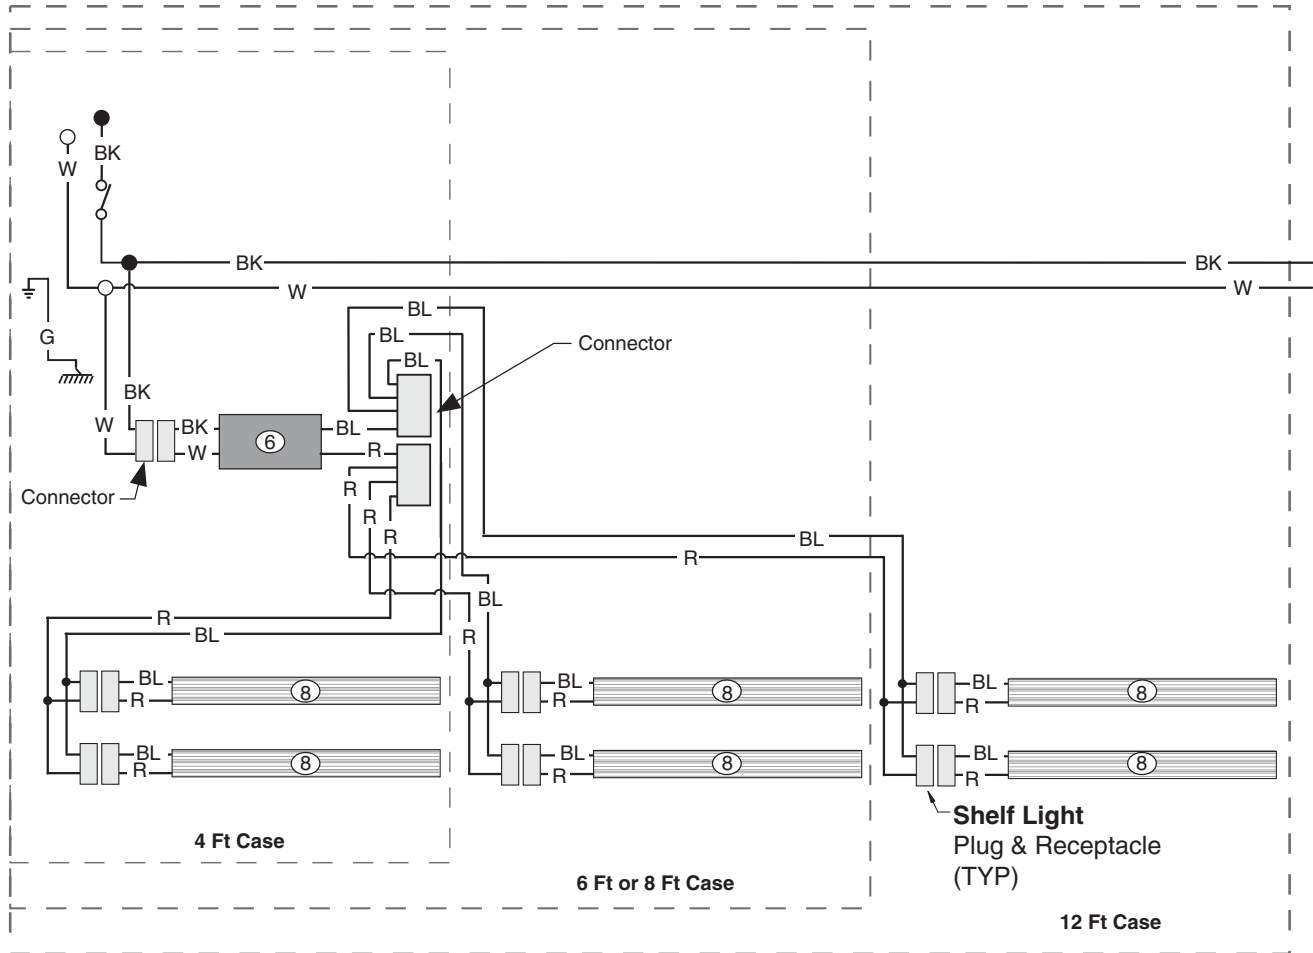 BK
W
BK
BK
W
W
BL
BL
Connector
BL
G
BK
W
BK
BL
6
W
R
Connector
R
R
R
BL
R
BL
R
R
BL
BL
8
R
BL
8
R
BL
8
R
BL
8
R
BL
8
R
BL
8
R
Shelf Light
Plug & Receptacle
(TYP)
4 Ft Case
6 Ft or 8 Ft Case
12 Ft Case